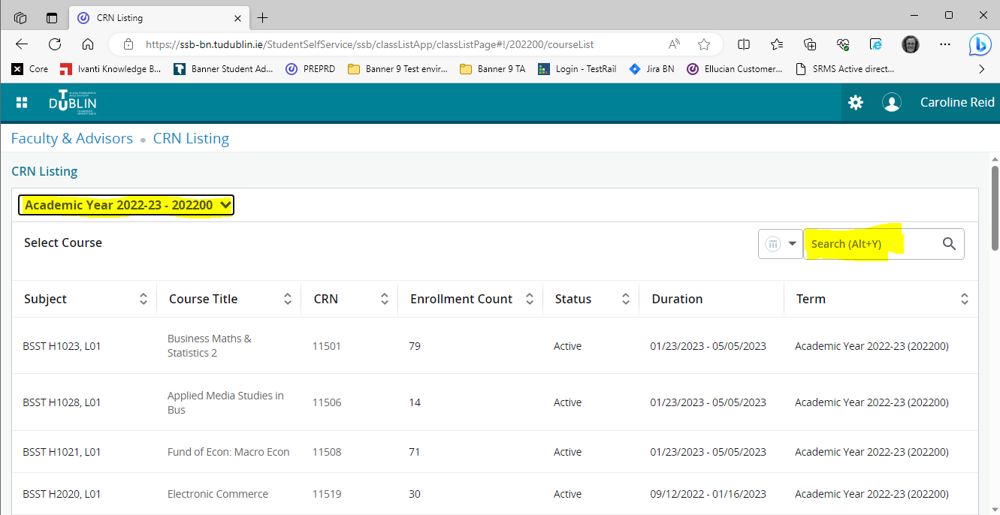 CRN Listing
https://ssb-bn.tudublin.ie/StudentSelfService/ssb/classListApp/classListPage#!/202200/courseList
Core Ivanti Knowledge B... Banner Student Ad... PREPRD Banner 9 Test envir... Banner 9 TA Login - TestRail Jira BN Ellucian Customer... SRMS Active direct...
DUBLIN
Caroline Reid
Faculty & Advisors • CRN Listing
CRN Listing
Academic Year 2022-23 - 202200
Select Course
Search (Alt+Y)
Subject Course Title CRN Enrollment Count Status Duration Term
BSST H1023, L01 Business Maths & Statistics 2 11501 79 Active 01/23/2023 - 05/05/2023 Academic Year 2022-23 (202200)
BSST H1028, L01 Applied Media Studies in Bus 11506 14 Active 01/23/2023 - 05/05/2023 Academic Year 2022-23 (202200)
BSST H1021, L01 Fund of Econ: Macro Econ 11508 71 Active 01/23/2023 - 05/05/2023 Academic Year 2022-23 (202200)
BSST H2020, L01 Electronic Commerce 11519 30 Active 09/12/2022 - 01/16/2023 Academic Year 2022-23 (202200)